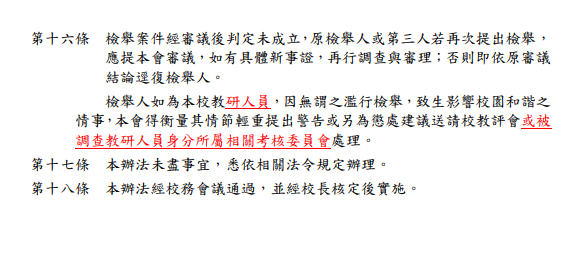 第十六條　檢舉案件經審議後判定未成立，原檢舉人或第三人若再次提出檢舉，
應提本會審議，如有具體新事證，再行調查與審理；否則即依原審議
結論逕復檢舉人。
檢舉人如為本校教研人員，因無謂之濫行檢舉，致生影響校園和諧之
情事，本會得衡量其情節輕重提出警告或另為懲處建議送請校教評會或被
調查教研人員身分所屬相關考核委員會處理。
第十七條　本辦法未盡事宜，悉依相關法令規定辦理。
第十八條　本辦法經校務會議通過，並經校長核定後實施。